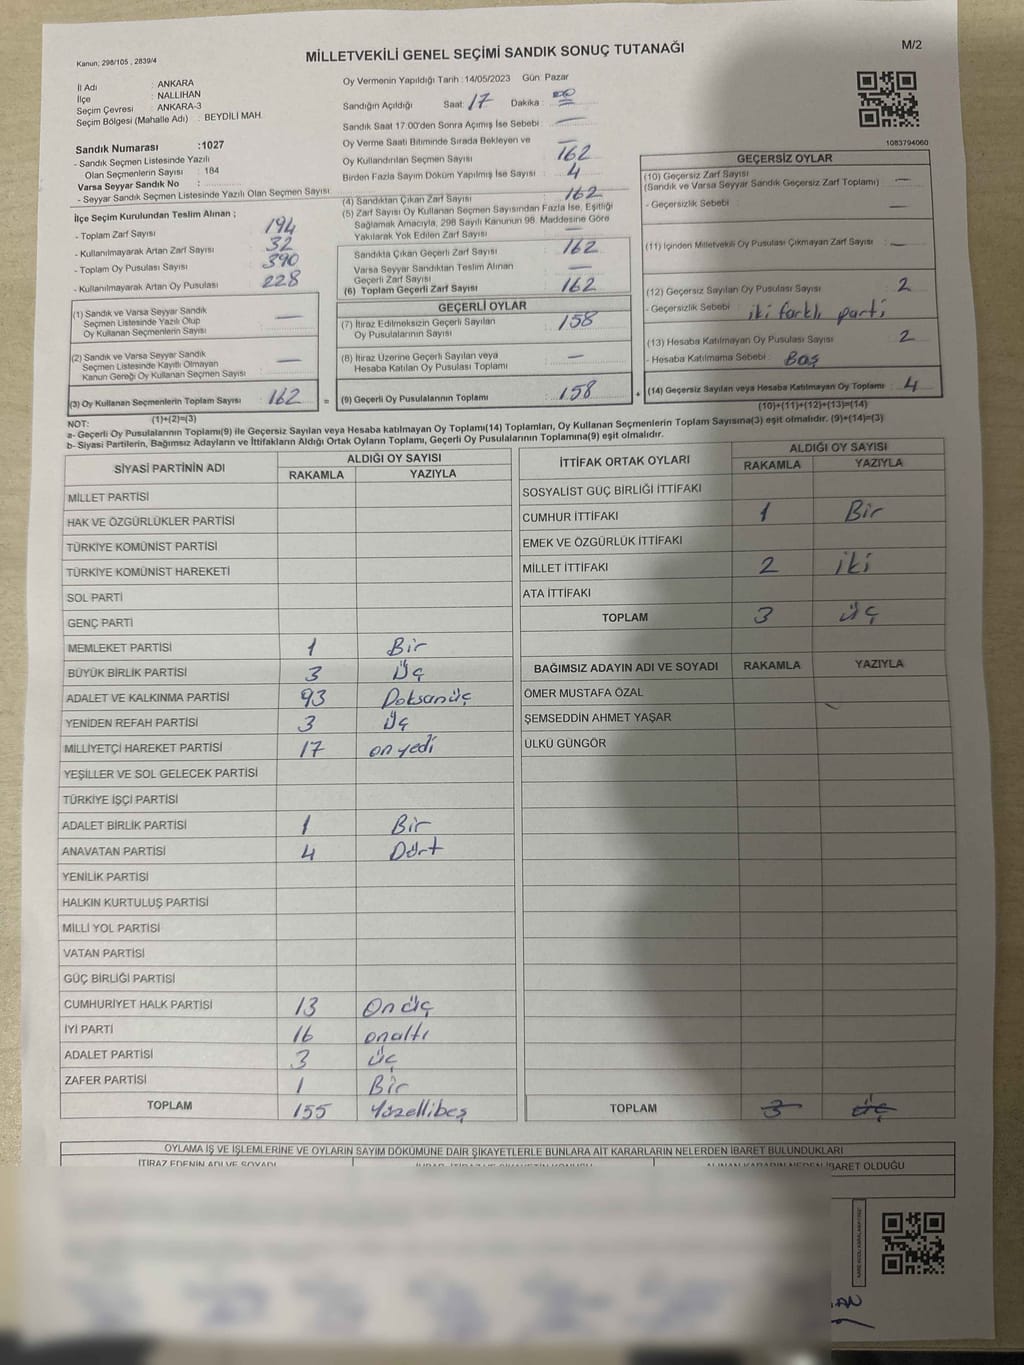 Kanun; 298/105 , 2839/4
MİLLETVEKİLİ GENEL SEÇİMİ SANDIK SONUÇ TUTANAĞI
M/2
İl Adı : ANKARA
İlçe : NALLIHAN
Seçim Çevresi : ANKARA-3
Seçim Bölgesi (Mahalle Adı) : BEYDİLİ MAH.
Sandık Numarası :1027
- Sandık Seçmen Listesinde Yazılı
Olan Seçmenlerin Sayısı : 184
Varsa Seyyar Sandık No :
- Seyyar Sandık Seçmen Listesinde Yazılı Olan Seçmen Sayısı:
İlçe Seçim Kurulundan Teslim Alınan ;
- Toplam Zarf Sayısı 194
- Kullanılmayarak Artan Zarf Sayısı 32
- Toplam Oy Pusulası Sayısı 390
- Kullanılmayarak Artan Oy Pusulası 228
(1) Sandık ve Varsa Seyyar Sandık
Seçmen Listesinde Yazılı Olup
Oy Kullanan Seçmenlerin Sayısı —
(2) Sandık ve Varsa Seyyar Sandık
Seçmen Listesinde Kayıtlı Olmayan
Kanun Gereği Oy Kullanan Seçmen Sayısı —
(3) Oy Kullanan Seçmenlerin Toplam Sayısı 162 =
(1)+(2)=(3)
Oy Vermenin Yapıldığı Tarih :14/05/2023 Gün: Pazar
Sandığın Açıldığı Saat: 17 Dakika : 00
Sandık Saat 17:00'den Sonra Açımış İse Sebebi : —
Oy Verme Saati Bitiminde Sırada Bekleyen ve
Oy Kullandırılan Seçmen Sayısı 162
Birden Fazla Sayım Döküm Yapılmış İse Sayısı : 4
(4) Sandıktan Çıkan Zarf Sayısı 162
(5) Zarf Sayısı Oy Kullanan Seçmen Sayısından Fazla İse, Eşitliği
Sağlamak Amacıyla, 298 Sayılı Kanunun 98. Maddesine Göre
Yakılarak Yok Edilen Zarf Sayısı —
Sandıkta Çıkan Geçerli Zarf Sayısı 162
Varsa Seyyar Sandıktan Teslim Alınan
Geçerli Zarf Sayısı —
(6) Toplam Geçerli Zarf Sayısı 162
GEÇERLİ OYLAR
(7) İtiraz Edilmeksizin Geçerli Sayılan
Oy Pusulalarının Sayısı 158
(8) İtiraz Üzerine Geçerli Sayılan veya
Hesaba Katılan Oy Pusulası Toplamı —
(9) Geçerli Oy Pusulalarının Toplamı 158 +
1083794060
GEÇERSİZ OYLAR
(10) Geçersiz Zarf Sayısı
(Sandık ve Varsa Seyyar Sandık Geçersiz Zarf Toplamı) —
- Geçersizlik Sebebi : —
(11) İçinden Milletvekili Oy Pusulası Çıkmayan Zarf Sayısı : —
(12) Geçersiz Sayılan Oy Pusulası Sayısı : 2
- Geçersizlik Sebebi : iki farklı parti
(13) Hesaba Katılmayan Oy Pusulası Sayısı : 2
- Hesaba Katılmama Sebebi : Boş
(14) Geçersiz Sayılan veya Hesaba Katılmayan Oy Toplamı : 4
(10)+(11)+(12)+(13)=(14)
NOT:
a- Geçerli Oy Pusulalarının Toplamı(9) ile Geçersiz Sayılan veya Hesaba Katılmayan Oy Toplamı(14) Toplamları, Oy Kullanan Seçmenlerin Toplam Sayısına(3) eşit olmalıdır. (9)+(14)=(3)
b- Siyasi Partilerin, Bağımsız Adayların ve İttifakların Aldığı Ortak Oyların Toplamı, Geçerli Oy Pusulalarının Toplamına(9) eşit olmalıdır.
SİYASİ PARTİNİN ADI ALDIĞI OY SAYISI
RAKAMLA YAZIYLA
MİLLET PARTİSİ
HAK VE ÖZGÜRLÜKLER PARTİSİ
TÜRKİYE KOMÜNİST PARTİSİ
TÜRKİYE KOMÜNİST HAREKETİ
SOL PARTİ
GENÇ PARTİ
MEMLEKET PARTİSİ 1 Bir
BÜYÜK BİRLİK PARTİSİ 3 Üç
ADALET VE KALKINMA PARTİSİ 93 Doksanüç
YENİDEN REFAH PARTİSİ 3 Üç
MİLLİYETÇİ HAREKET PARTİSİ 17 onyedi
YEŞİLLER VE SOL GELECEK PARTİSİ
TÜRKİYE İŞÇİ PARTİSİ
ADALET BİRLİK PARTİSİ 1 Bir
ANAVATAN PARTİSİ 4 Dört
YENİLİK PARTİSİ
HALKIN KURTULUŞ PARTİSİ
MİLLİ YOL PARTİSİ
VATAN PARTİSİ
GÜÇ BİRLİĞİ PARTİSİ
CUMHURİYET HALK PARTİSİ 13 Onüç
İYİ PARTİ 16 onaltı
ADALET PARTİSİ 3 üç
ZAFER PARTİSİ 1 Bir
TOPLAM 155 Yüzellibeş
İTTİFAK ORTAK OYLARI ALDIĞI OY SAYISI
RAKAMLA YAZIYLA
SOSYALİST GÜÇ BİRLİĞİ İTTİFAKI
CUMHUR İTTİFAKI 1 Bir
EMEK VE ÖZGÜRLÜK İTTİFAKI
MİLLET İTTİFAKI 2 iki
ATA İTTİFAKI
TOPLAM 3 üç
BAĞIMSIZ ADAYIN ADI VE SOYADI RAKAMLA YAZIYLA
ÖMER MUSTAFA ÖZAL
ŞEMSEDDİN AHMET YAŞAR
ÜLKÜ GÜNGÖR
TOPLAM 3 üç
OYLAMA İŞ VE İŞLEMLERİNE VE OYLARIN SAYIM DÖKÜMÜNE DAİR ŞİKAYETLERLE BUNLARA AİT KARARLARIN NELERDEN İBARET BULUNDUKLARI
İTİRAZ EDENİN ADI VE SOYADI